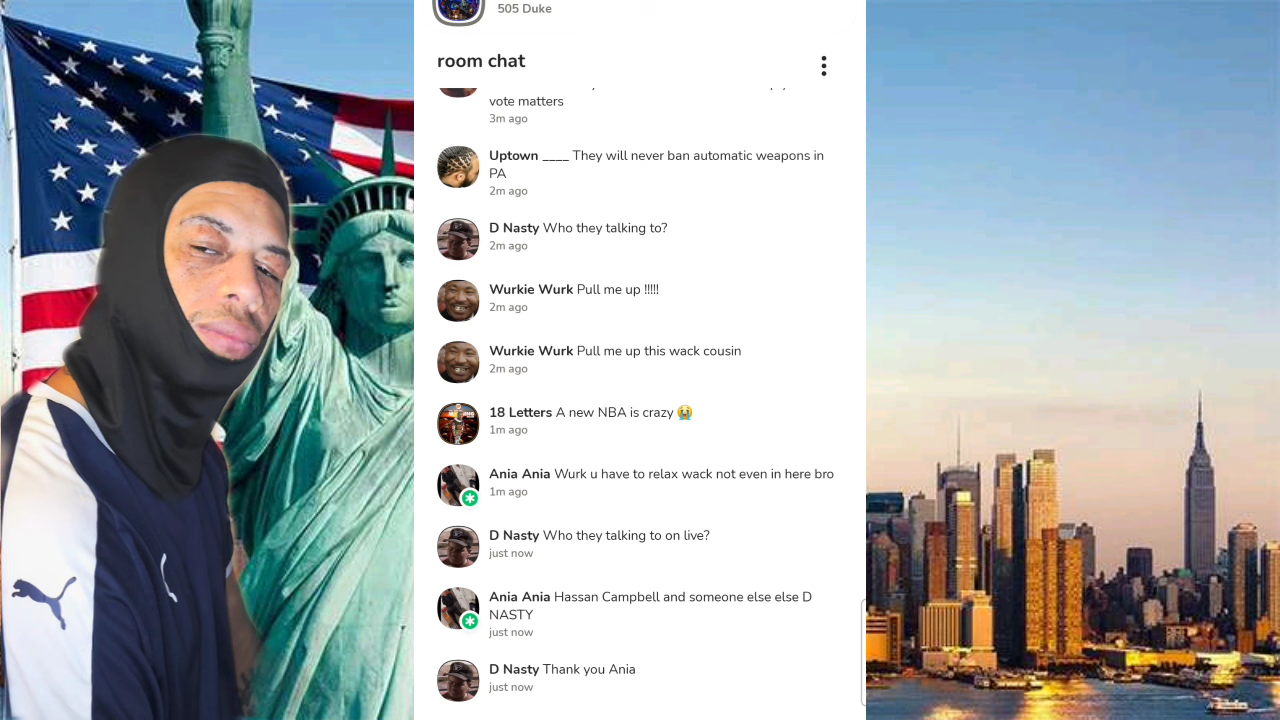 505 Duke
room chat
vote matters
3m ago
Uptown ____ They will never ban automatic weapons in
PA
2m ago
D Nasty Who they talking to?
2m ago
Wurkie Wurk Pull me up !!!!!
2m ago
Wurkie Wurk Pull me up this wack cousin
2m ago
18 Letters A new NBA is crazy 😭
1m ago
Ania Ania Wurk u have to relax wack not even in here bro
1m ago
D Nasty Who they talking to on live?
just now
Ania Ania Hassan Campbell and someone else else D
NASTY
just now
D Nasty Thank you Ania
just now